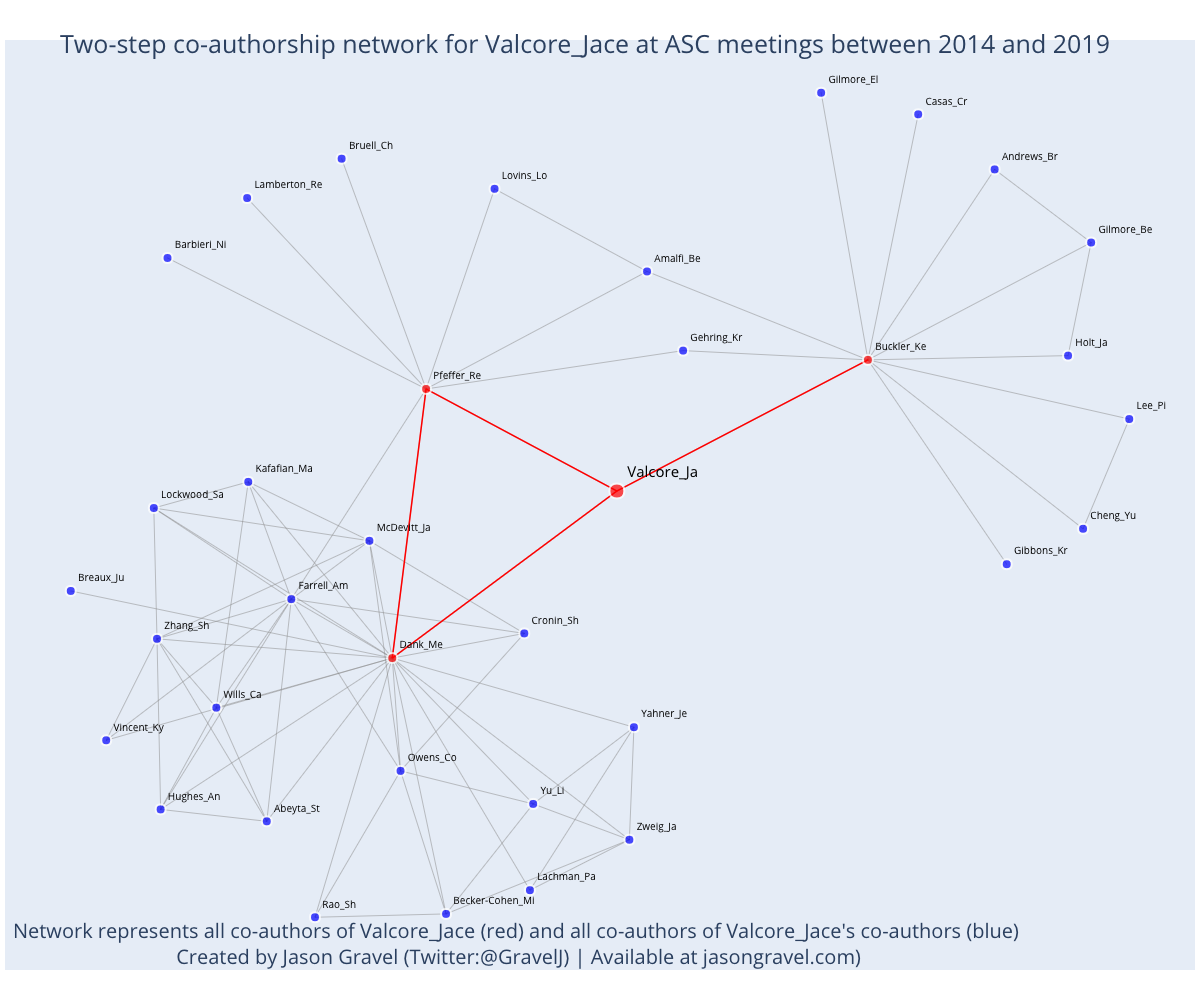 Two-step co-authorship network for Valcore_Jace at ASC meetings between 2014 and 2019
Gilmore_El
Casas_Cr
Bruell_Ch
Andrews_Br
Lovins_Lo
Lamberton_Re
Gilmore_Be
Barbieri_Ni
Amalfi_Be
Gehring_Kr
Buckler_Ke
Holt_Ja
Pfeffer_Re
Lee_Pi
Kafafian_Ma
Valcore_Ja
Lockwood_Sa
Cheng_Yu
McDevitt_Ja
Gibbons_Kr
Breaux_Ju
Farrell_Am
Zhang_Sh
Cronin_Sh
Dank_Me
Wills_Ca
Yahner_Je
Vincent_Ky
Owens_Co
Hughes_An
Yu_Li
Abeyta_St
Zweig_Ja
Lachman_Pa
Rao_Sh
Becker-Cohen_Mi
Network represents all co-authors of Valcore_Jace (red) and all co-authors of Valcore_Jace's co-authors (blue)
Created by Jason Gravel (Twitter:@GravelJ) | Available at jasongravel.com)